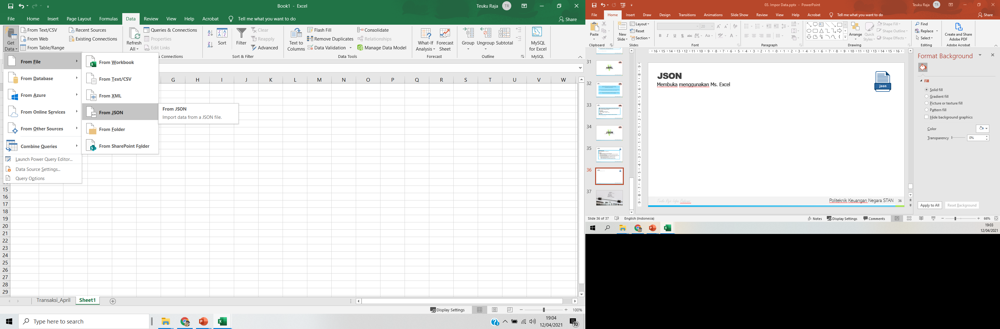 Book1 - Excel
Teuku Raja TR
File Home Insert Page Layout Formulas Data Review View Help Acrobat Tell me what you want to do Share
Get Data
From Text/CSV
From Web
From Table/Range
Recent Sources
Existing Connections
Refresh All
Queries & Connections
Properties
Edit Links
& Connections
Sort
Filter
Clear
Reapply
Advanced
Sort & Filter
Text to Columns
Flash Fill
Remove Duplicates
Data Validation
Consolidate
Relationships
Manage Data Model
Data Tools
What-If Analysis
Forecast Sheet
Forecast
Group
Ungroup
Subtotal
Outline
MySQL for Excel
MySQL
From File
From Database
From Azure
From Online Services
From Other Sources
Combine Queries
Launch Power Query Editor...
Data Source Settings...
Query Options
From Workbook
From Text/CSV
From XML
From JSON
From Folder
From SharePoint Folder
From JSON
Import data from a JSON file.
G H I J K L M N O P Q R S T U V W
15
16
17
18
19
20
21
22
23
24
25
26
27
28
29
Transaksi_April Sheet1
Display Settings
100%
Type here to search
19:04
12/04/2021
10
03. Impor Data.pptx - PowerPoint
Teuku Raja TR
File Home Insert Draw Design Transitions Animations Slide Show Review View Help Acrobat Tell me what you want to do Share
Paste
Clipboard
New Slide
Layout
Reset
Section
Slides
20
Font
Paragraph
Arrange
Quick Styles
Shape Fill
Shape Outline
Shape Effects
Drawing
Find
Replace
Select
Editing
Create and Share Adobe PDF
Adobe Acrobat
31
xBRL
32
33
34
JSON
35
36
37
JSON
Membuka menggunakan Ms. Excel
json
Politeknik Keuangan Negara STAN 36
Format Background
Fill
Solid fill
Gradient fill
Picture or texture fill
Pattern fill
Hide background graphics
Color
Transparency 0%
Apply to All
Reset Background
Slide 36 of 37 English (Indonesia)
Notes Display Settings Comments 66%
19:03
12/04/2021